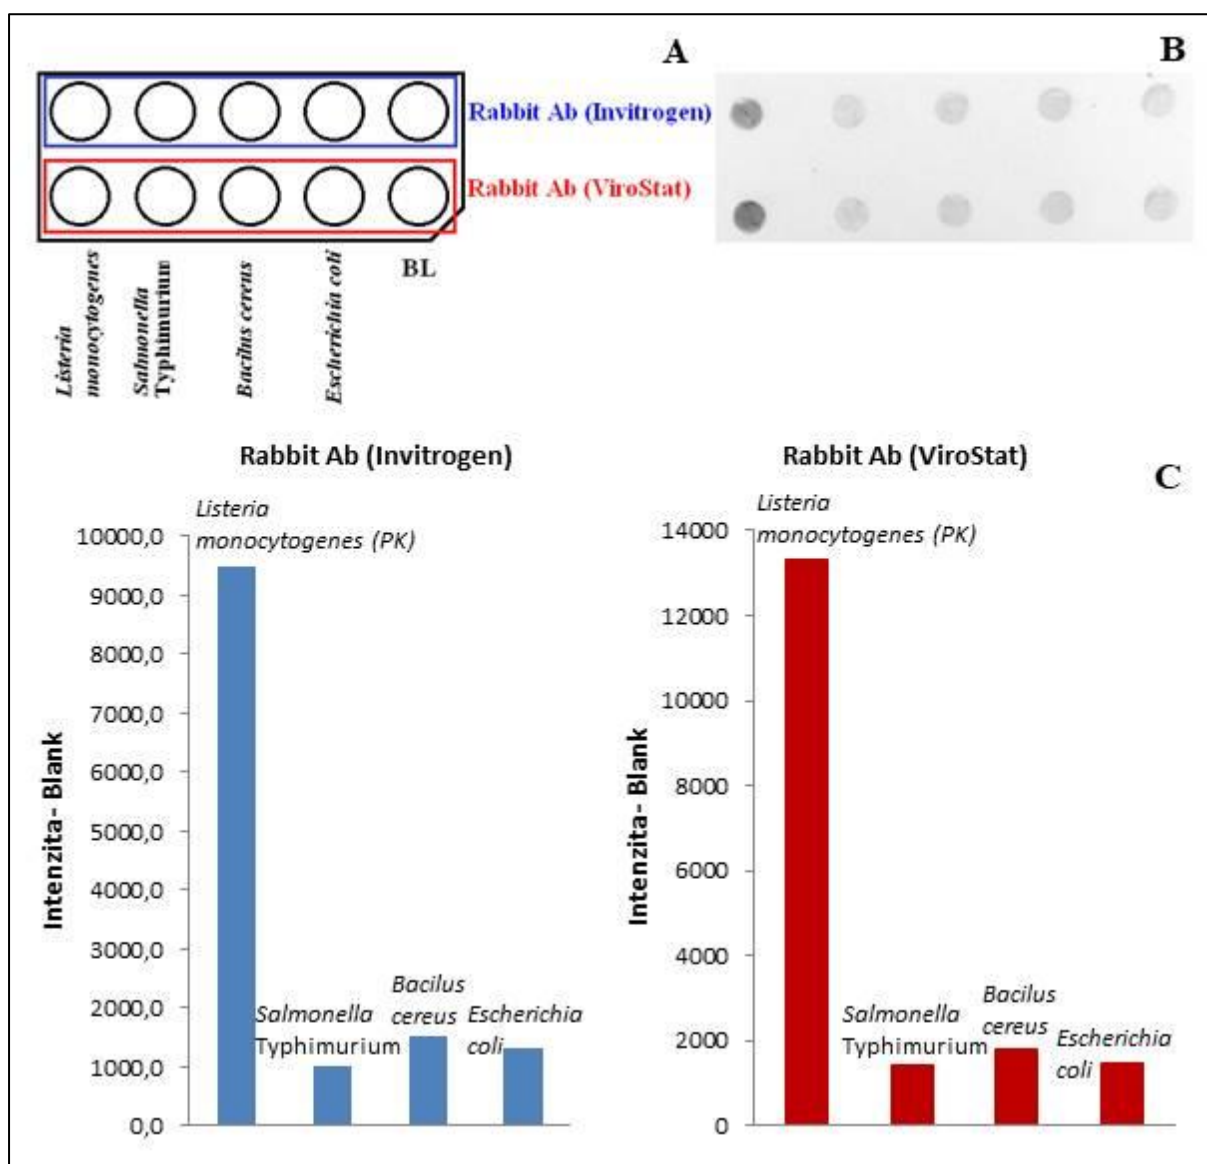 A
B
Rabbit Ab (Invitrogen)
Rabbit Ab (ViroStat)
Listeria
monocytogenes
Salmonella
Typhimurium
Bacilus cereus
Escherichia coli
BL
Rabbit Ab (Invitrogen)
Listeria
monocytogenes (PK)
10000,0
9000,0
8000,0
7000,0
6000,0
5000,0
4000,0
3000,0
2000,0
1000,0
0,0
Intenzita- Blank
Salmonella
Typhimurium
Bacilus
cereus
Escherichia
coli
Rabbit Ab (ViroStat)
C
Listeria
monocytogenes (PK)
14000
12000
10000
8000
6000
4000
2000
0
Intenzita- Blank
Salmonella
Typhimurium
Bacilus
cereus
Escherichia
coli